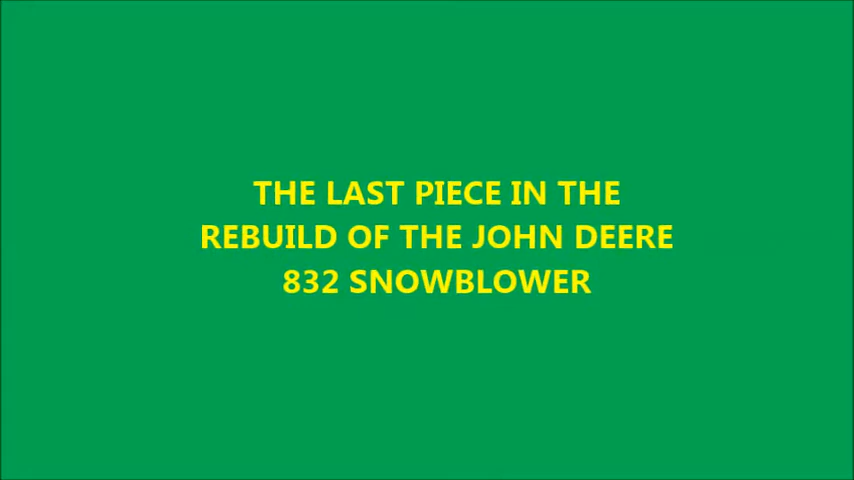 THE LAST PIECE IN THE
REBUILD OF THE JOHN DEERE
832 SNOWBLOWER